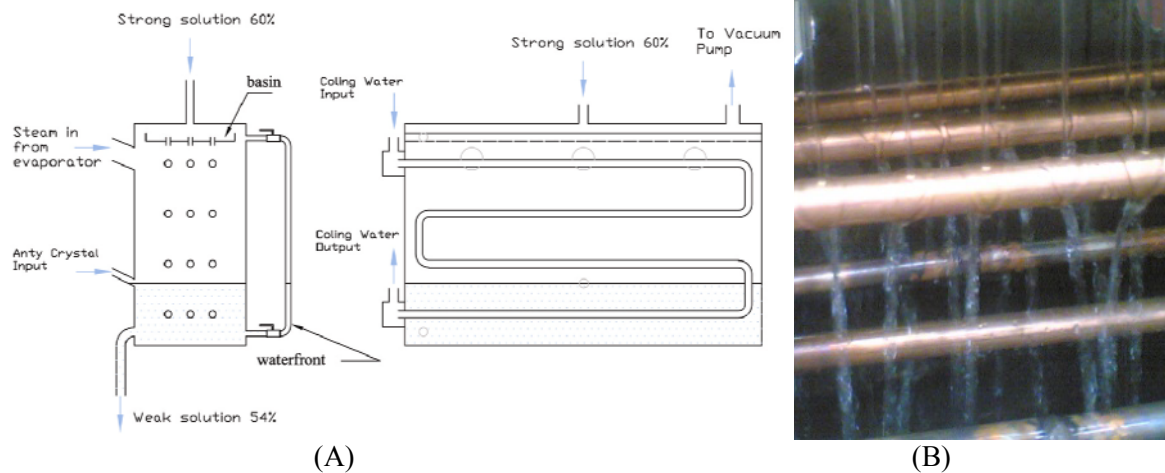 Strong solution 60%
basin
Steam in
from
evaporator
Anty Crystal
Input
waterfront
Weak solution 54%
Strong solution 60%
To Vacuum
Pump
Coling Water
Input
Coling Water
Output
(A)
(B)